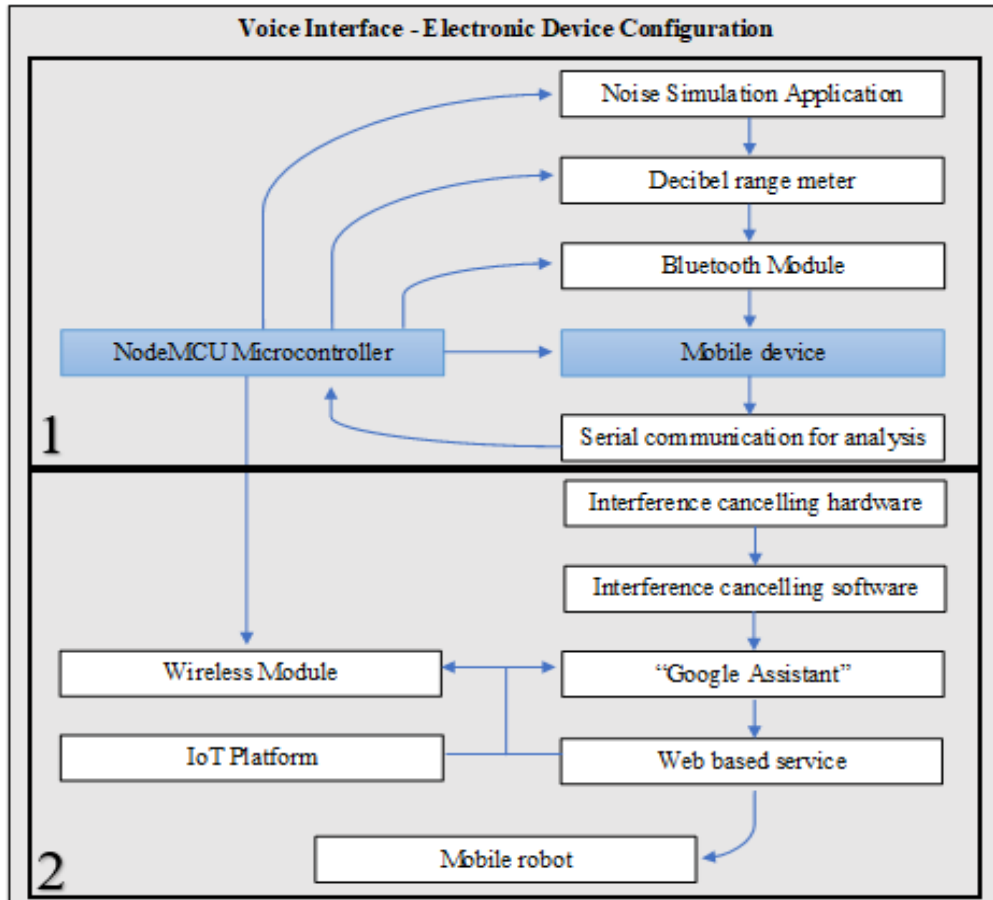 Voice Interface - Electronic Device Configuration
Noise Simulation Application
Decibel range meter
Bluetooth Module
NodeMCU Microcontroller
Mobile device
Serial communication for analysis
1
Interference cancelling hardware
Interference cancelling software
Wireless Module
“Google Assistant”
IoT Platform
Web based service
Mobile robot
2